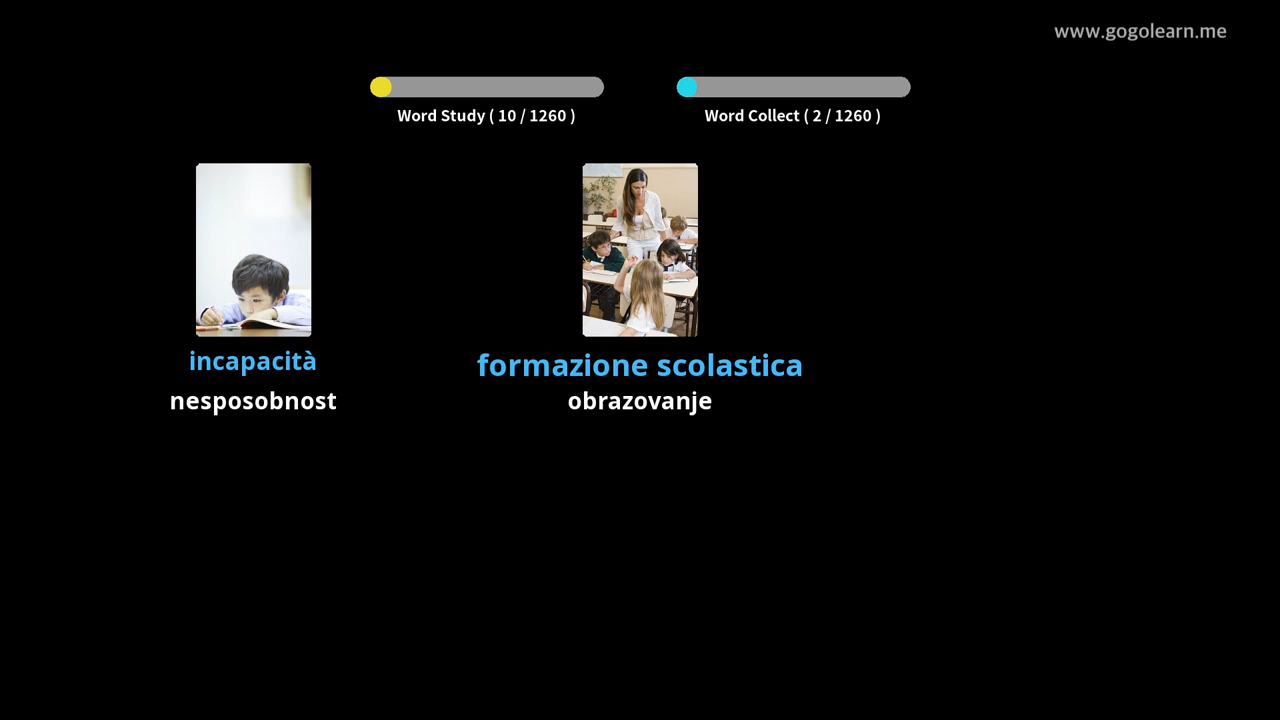 www.gogolearn.me
Word Study ( 10 / 1260 )
Word Collect ( 2 / 1260 )
incapacità
nesposobnost
formazione scolastica
obrazovanje